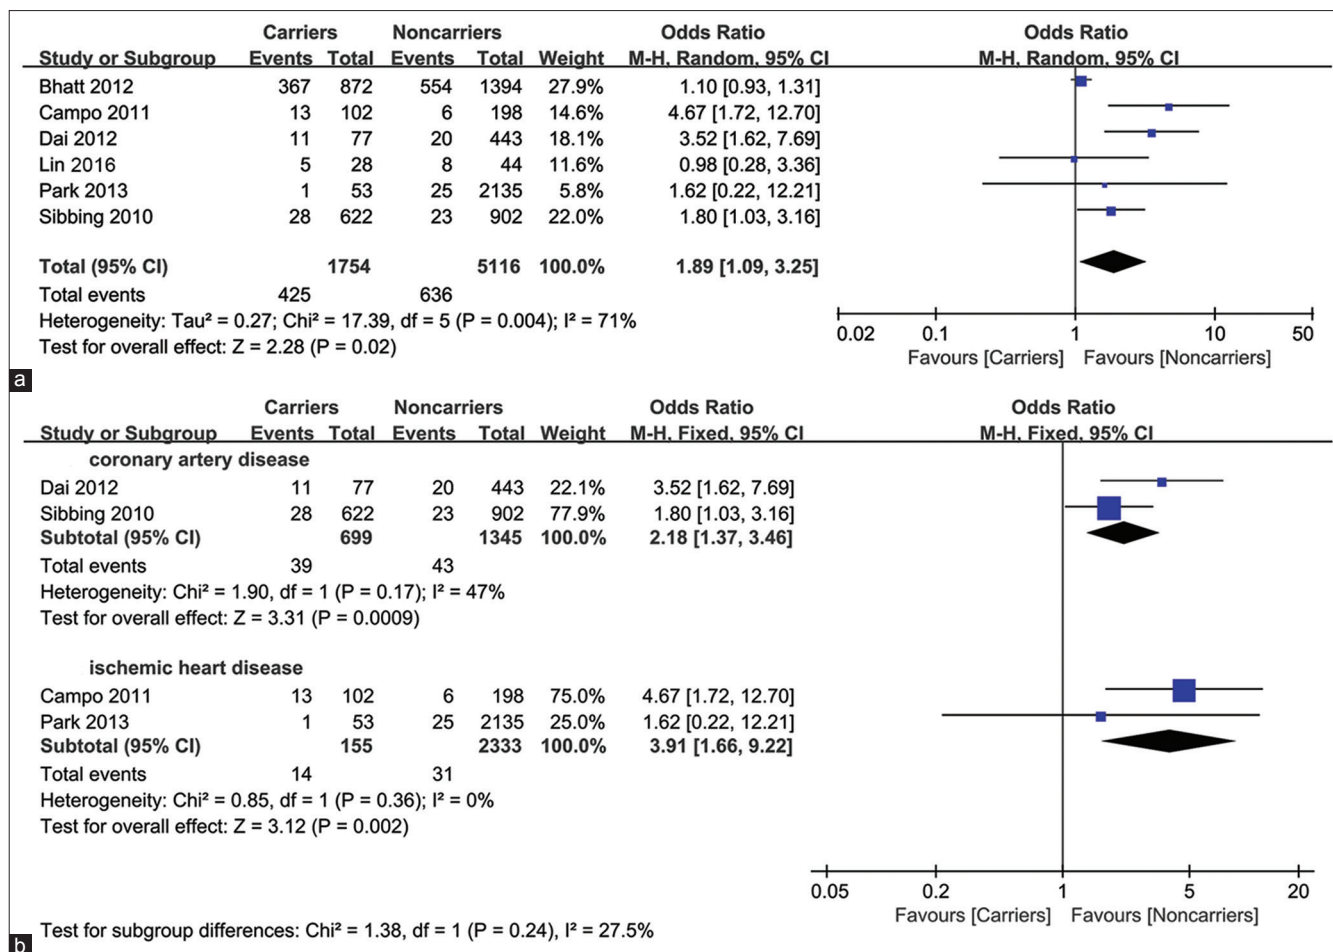 Carriers Noncarriers Odds Ratio Odds Ratio
Study or Subgroup Events Total Events Total Weight M-H, Random, 95% CI M-H, Random, 95% CI
Bhatt 2012 367 872 554 1394 27.9% 1.10 [0.93, 1.31]
Campo 2011 13 102 6 198 14.6% 4.67 [1.72, 12.70]
Dai 2012 11 77 20 443 18.1% 3.52 [1.62, 7.69]
Lin 2016 5 28 8 44 11.6% 0.98 [0.28, 3.36]
Park 2013 1 53 25 2135 5.8% 1.62 [0.22, 12.21]
Sibbing 2010 28 622 23 902 22.0% 1.80 [1.03, 3.16]
Total (95% CI) 1754 5116 100.0% 1.89 [1.09, 3.25]
Total events 425 636
Heterogeneity: Tau² = 0.27; Chi² = 17.39, df = 5 (P = 0.004); I² = 71%
Test for overall effect: Z = 2.28 (P = 0.02)
0.02 0.1 1 10 50
Favours [Carriers] Favours [Noncarriers]
a
Carriers Noncarriers Odds Ratio Odds Ratio
Study or Subgroup Events Total Events Total Weight M-H, Fixed, 95% CI M-H, Fixed, 95% CI
coronary artery disease
Dai 2012 11 77 20 443 22.1% 3.52 [1.62, 7.69]
Sibbing 2010 28 622 23 902 77.9% 1.80 [1.03, 3.16]
Subtotal (95% CI) 699 1345 100.0% 2.18 [1.37, 3.46]
Total events 39 43
Heterogeneity: Chi² = 1.90, df = 1 (P = 0.17); I² = 47%
Test for overall effect: Z = 3.31 (P = 0.0009)
ischemic heart disease
Campo 2011 13 102 6 198 75.0% 4.67 [1.72, 12.70]
Park 2013 1 53 25 2135 25.0% 1.62 [0.22, 12.21]
Subtotal (95% CI) 155 2333 100.0% 3.91 [1.66, 9.22]
Total events 14 31
Heterogeneity: Chi² = 0.85, df = 1 (P = 0.36); I² = 0%
Test for overall effect: Z = 3.12 (P = 0.002)
0.05 0.2 1 5 20
Favours [Carriers] Favours [Noncarriers]
Test for subgroup differences: Chi² = 1.38, df = 1 (P = 0.24), I² = 27.5%
b